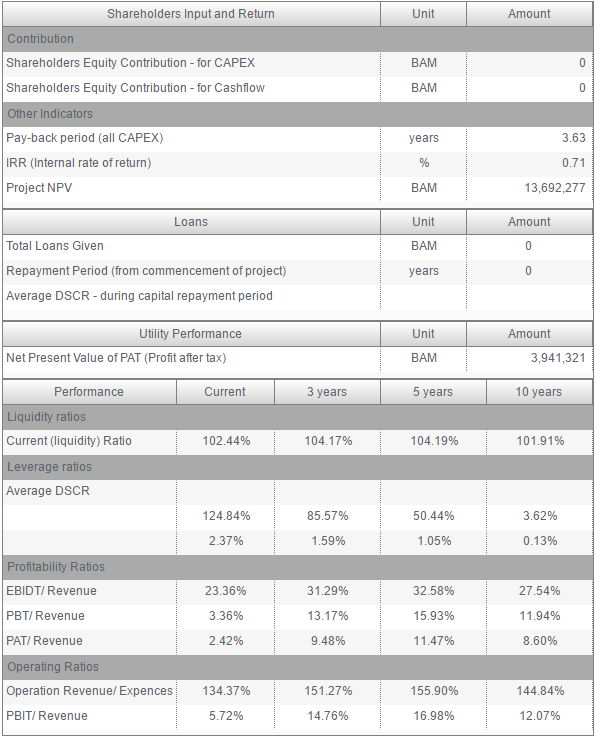 Shareholders Input and Return Unit Amount
Contribution
Shareholders Equity Contribution - for CAPEX BAM 0
Shareholders Equity Contribution - for Cashflow BAM 0
Other Indicators
Pay-back period (all CAPEX) years 3.63
IRR (Internal rate of return) % 0.71
Project NPV BAM 13,692,277
Loans Unit Amount
Total Loans Given BAM 0
Repayment Period (from commencement of project) years 0
Average DSCR - during capital repayment period
Utility Performance Unit Amount
Net Present Value of PAT (Profit after tax) BAM 3,941,321
Performance Current 3 years 5 years 10 years
Liquidity ratios
Current (liquidity) Ratio 102.44% 104.17% 104.19% 101.91%
Leverage ratios
Average DSCR
124.84% 85.57% 50.44% 3.62%
2.37% 1.59% 1.05% 0.13%
Profitability Ratios
EBIDT/ Revenue 23.36% 31.29% 32.58% 27.54%
PBT/ Revenue 3.36% 13.17% 15.93% 11.94%
PAT/ Revenue 2.42% 9.48% 11.47% 8.60%
Operating Ratios
Operation Revenue/ Expences 134.37% 151.27% 155.90% 144.84%
PBIT/ Revenue 5.72% 14.76% 16.98% 12.07%